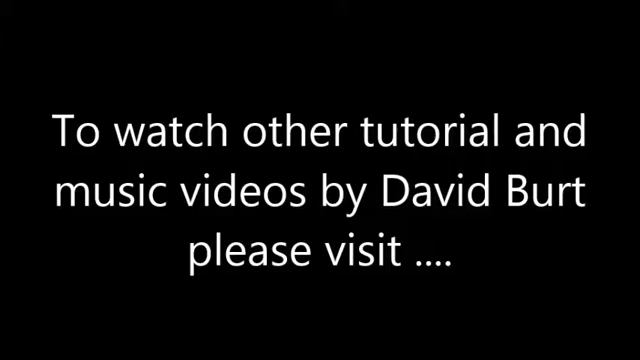 To watch other tutorial and
music videos by David Burt
please visit ....